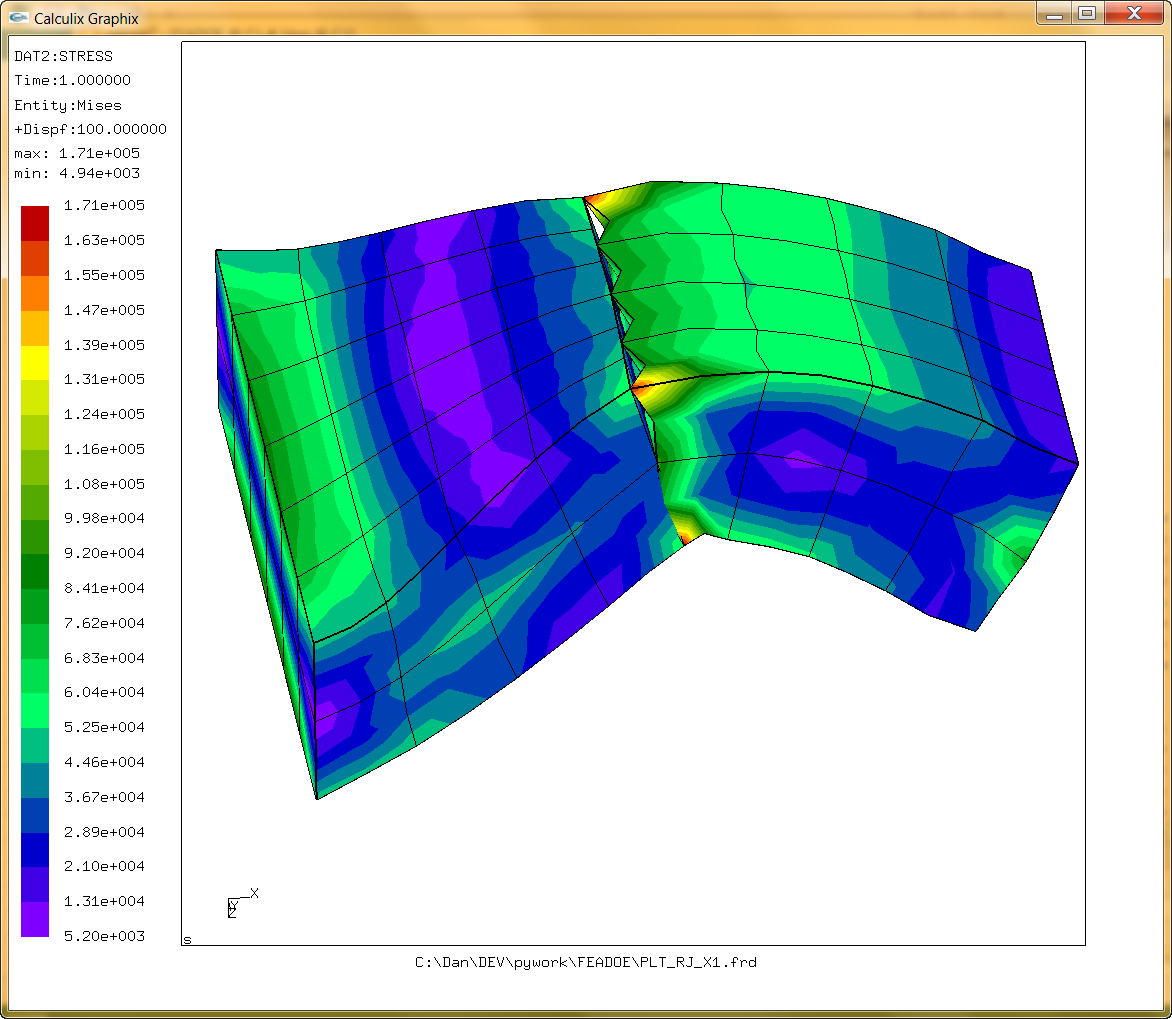 Calculix Graphix
DAT2:STRESS
Time:1.000000
Entity:Mises
+Dispf:100.000000
max: 1.71e+005
min: 4.94e+003
1.71e+005
1.63e+005
1.55e+005
1.47e+005
1.39e+005
1.31e+005
1.24e+005
1.16e+005
1.08e+005
9.98e+004
9.20e+004
8.41e+004
7.62e+004
6.83e+004
6.04e+004
5.25e+004
4.46e+004
3.67e+004
2.89e+004
2.10e+004
1.31e+004
5.20e+003
X
Y
Z
s
C:\Dan\DEV\pywork\FEADOE\PLT_RJ_X1.frd